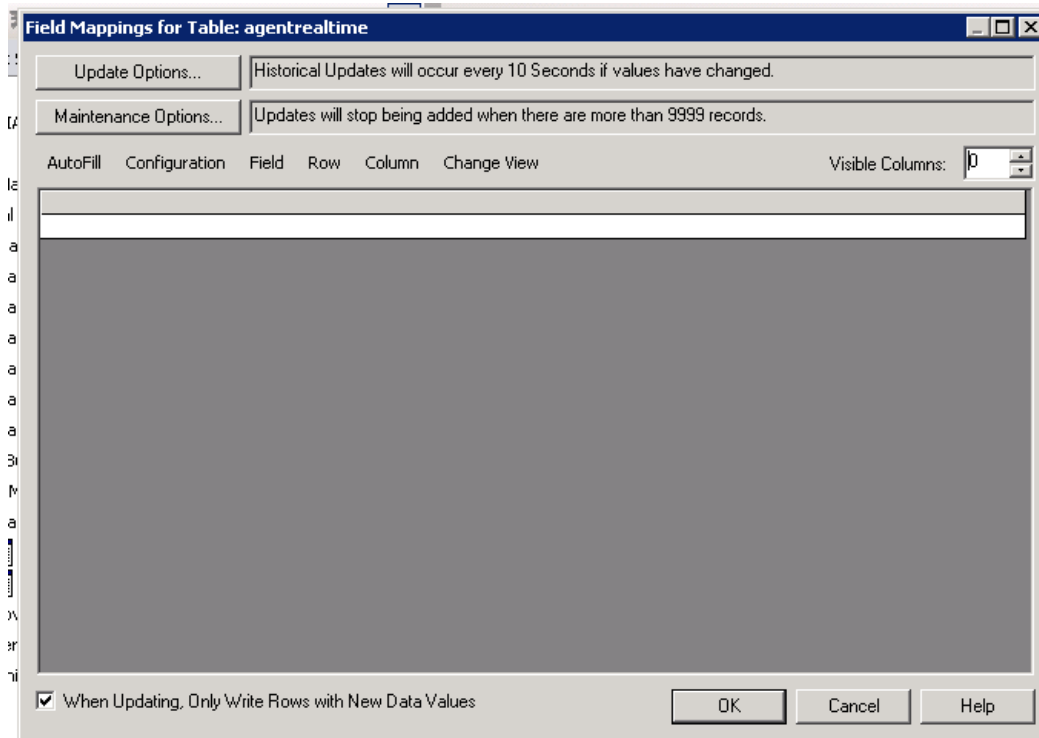 Field Mappings for Table: agentrealtime
Update Options... Historical Updates will occur every 10 Seconds if values have changed.
Maintenance Options... Updates will stop being added when there are more than 9999 records.
AutoFill Configuration Field Row Column Change View Visible Columns: 0
When Updating, Only Write Rows with New Data Values OK Cancel Help